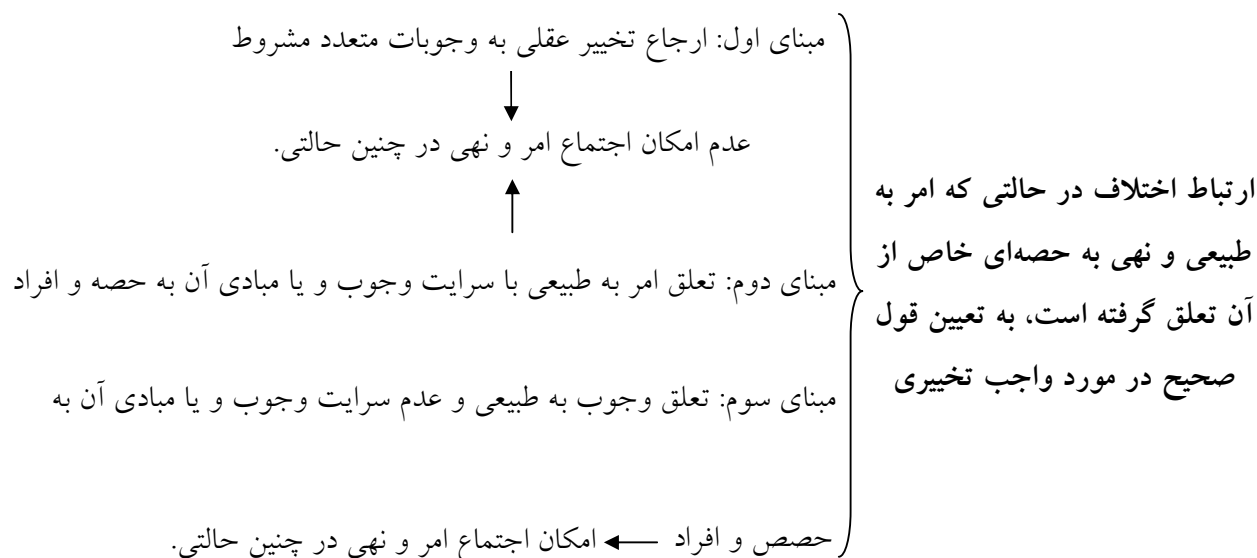 ارتباط اختلاف در حالتی که امر به
طبیعی و نهی به حصه‌ای خاص از
آن تعلق گرفته است، به تعیین قول
صحیح در مورد واجب تخییری
مبنای اول: ارجاع تخییر عقلی به وجوبات متعدد مشروط
عدم امکان اجتماع امر و نهی در چنین حالتی.
مبنای دوم: تعلق امر به طبیعی با سرایت وجوب و یا مبادی آن به حصه و افراد
مبنای سوم: تعلق وجوب به طبیعی و عدم سرایت وجوب و یا مبادی آن به
حصص و افراد ← امکان اجتماع امر و نهی در چنین حالتی.